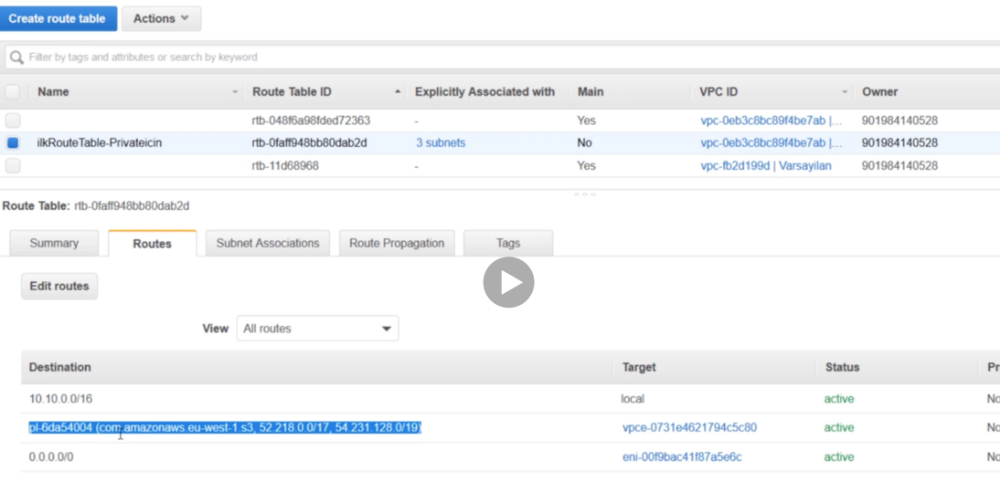 Create route table Actions
Filter by tags and attributes or search by keyword
Name Route Table ID Explicitly Associated with Main VPC ID Owner
rtb-048f6a98fded72363 - Yes vpc-0eb3c8bc89f4be7ab |... 901984140528
ilkRouteTable-Privateicin rtb-0faff948bb80dab2d 3 subnets No vpc-0eb3c8bc89f4be7ab |... 901984140528
rtb-11d68968 - Yes vpc-fb2d199d | Varsayilan 901984140528
Route Table: rtb-0faff948bb80dab2d
Summary Routes Subnet Associations Route Propagation Tags
Edit routes
View All routes
Destination Target Status Pr
10.10.0.0/16 local active No
pl-6da54004 (com.amazonaws.eu-west-1.s3, 52.218.0.0/17, 54.231.128.0/19) vpce-0731e4621794c5c80 active No
0.0.0.0/0 eni-00f9bac41f87a5e6c active No